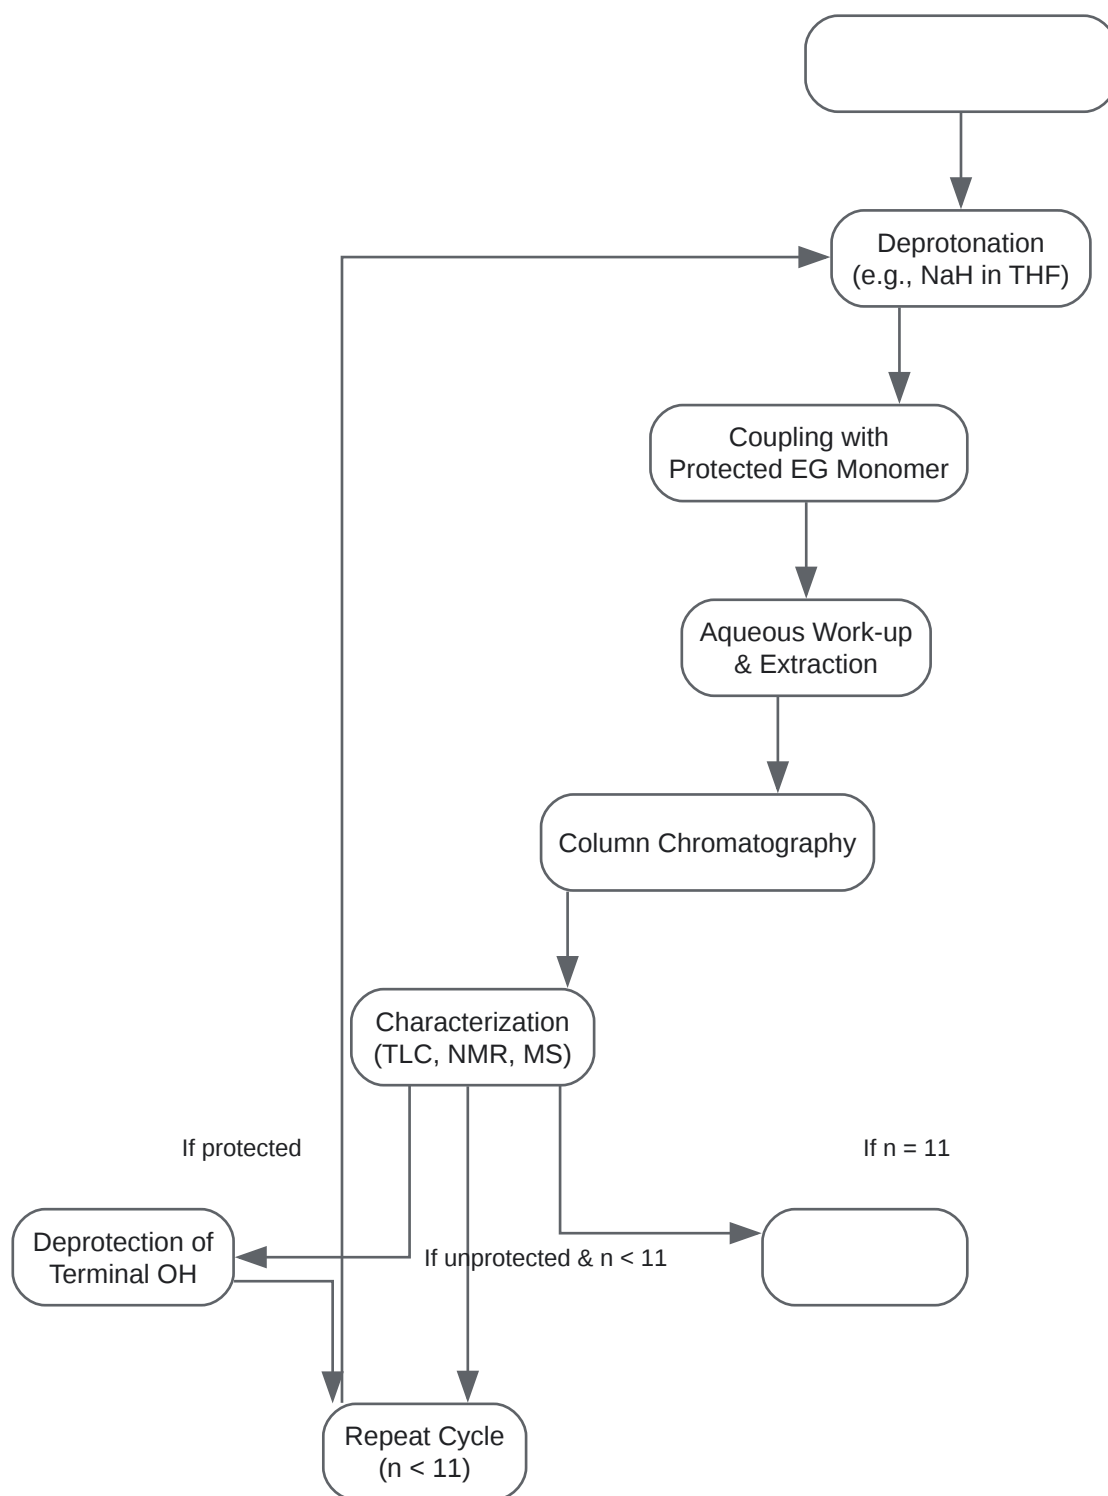 Deprotonation
(e.g., NaH in THF)
Coupling with
Protected EG Monomer
Aqueous Work-up
& Extraction
Column Chromatography
Characterization
(TLC, NMR, MS)
If protected
If n = 11
Deprotection of
Terminal OH
If unprotected & n < 11
Repeat Cycle
(n < 11)